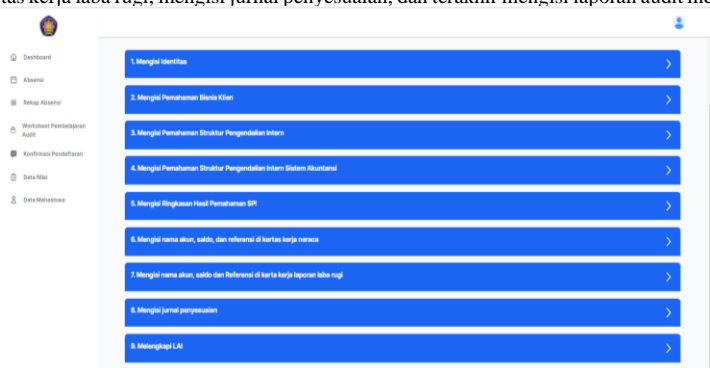 tas kerja laba rugi, mengisi jurnal penyesuaian, dan terakhir mengisi laporan audit
Dashboard
Absensi
Rekap Absensi
Worksheet Pembelajaran
Audit
Konfirmasi Pendaftaran
Data Nilai
Data Mahasiswa
1. Mengisi Identitas
2. Mengisi Pemahaman Bisnis Klien
3. Mengisi Pemahaman Struktur Pengendalian Intern
4. Mengisi Pemahaman Struktur Pengendalian Intern Sistem Akuntansi
5. Mengisi Ringkasan Hasil Pemahaman SPI
6. Mengisi nama akun, saldo, dan referensi di kertas kerja neraca
7. Mengisi nama akun, saldo dan Referensi di kerta kerja laporan laba rugi
8. Mengisi jurnal penyesuaian
9. Melengkapi LAI